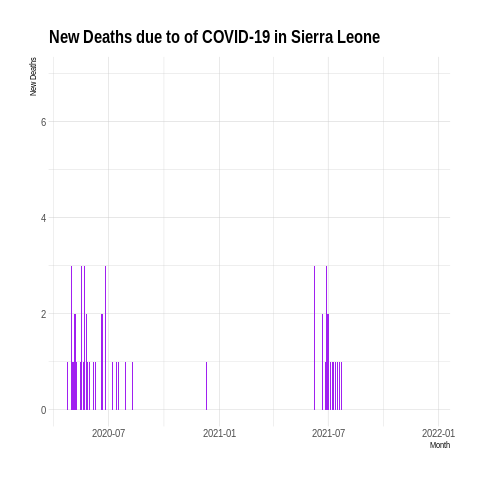 New Deaths due to of COVID-19 in Sierra Leone
New Deaths
6
4
2
0
2020-07 2021-01 2021-07 2022-01
Month